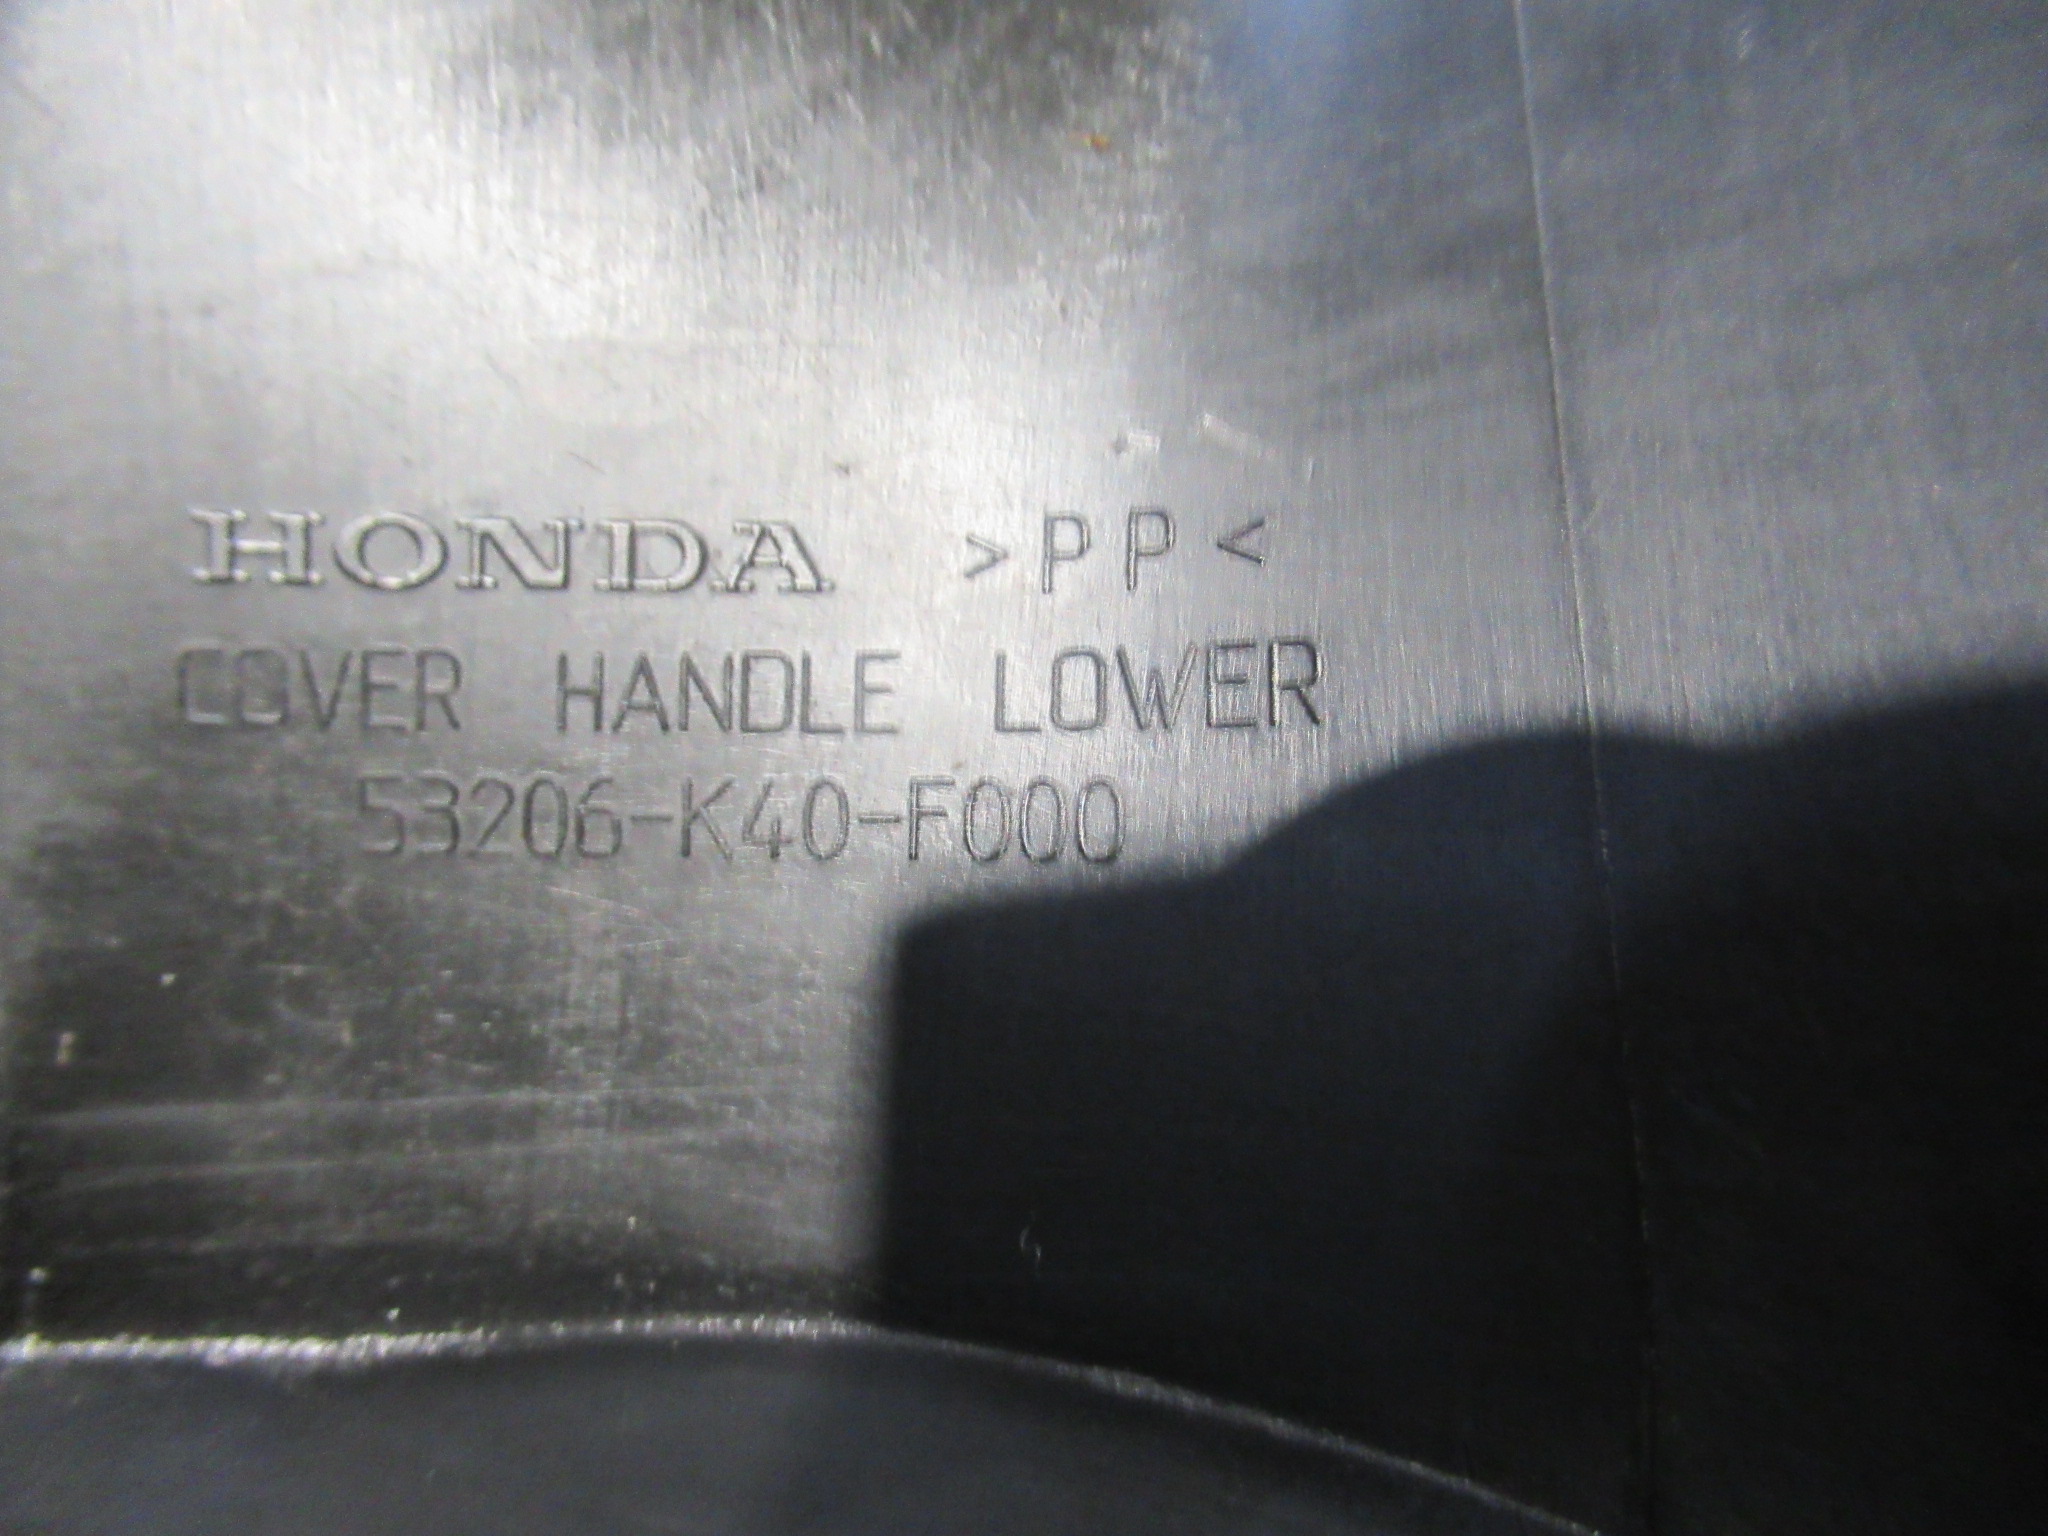 HONDA >PP<
COVER HANDLE LOWER
53206-K40-F000